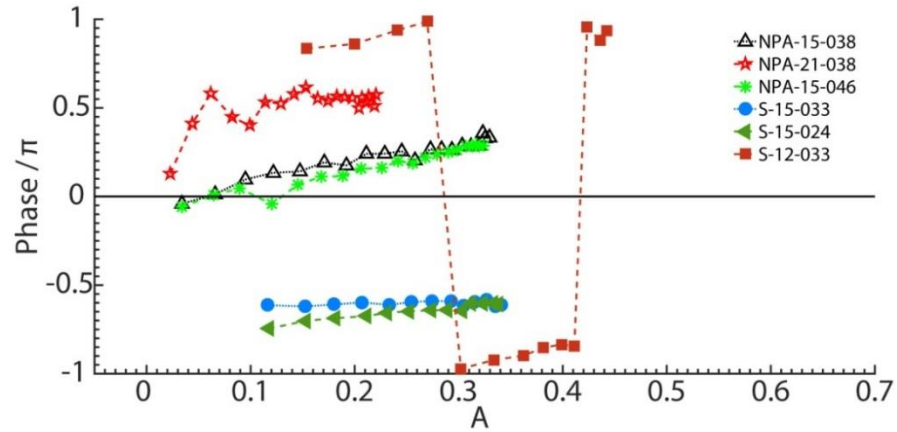 1
0.5
0
-0.5
-1
Phase / π
NPA-15-038
NPA-21-038
NPA-15-046
S-15-033
S-15-024
S-12-033
0 0.1 0.2 0.3 0.4 0.5 0.6 0.7
A